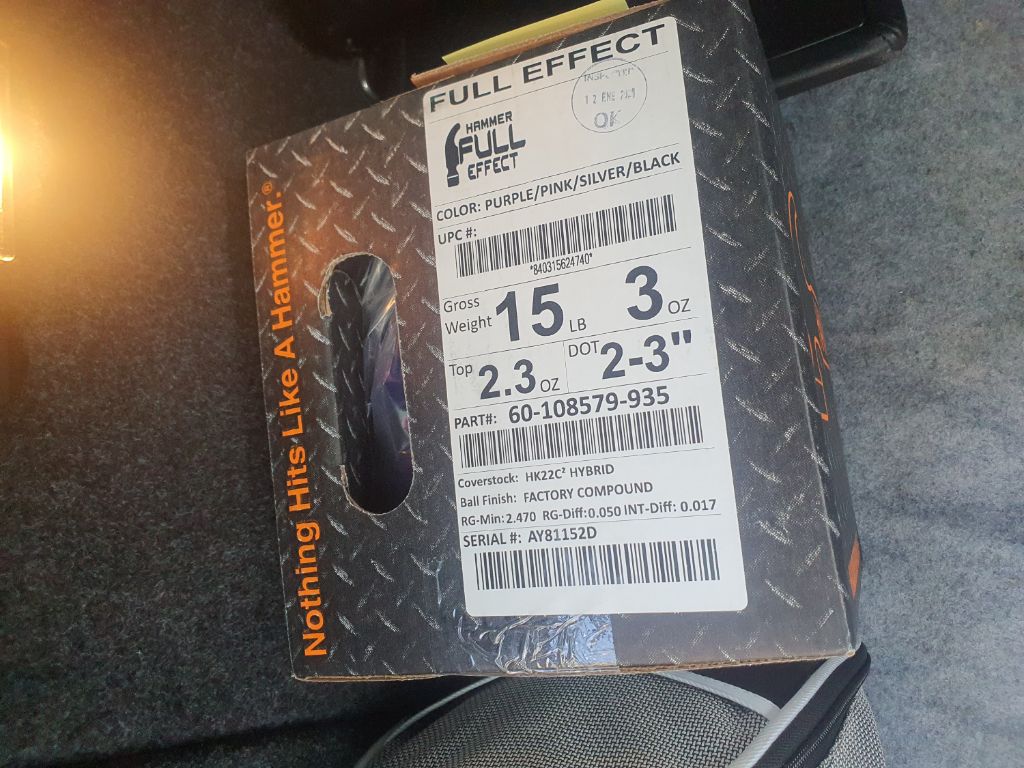 Nothing Hits Like A Hammer.®
FULL EFFECT
12 ENE
OK
HAMMER
FULL
EFFECT
COLOR: PURPLE/PINK/SILVER/BLACK
UPC #:
*840315624740*
Gross Weight 15 LB 3 OZ
Top 2.3 OZ DOT 2-3"
PART#: 60-108579-935
Coverstock: HK22C² HYBRID
Ball Finish: FACTORY COMPOUND
RG-Min: 2.470 RG-Diff:0.050 INT-Diff: 0.017
SERIAL #: AY81152D